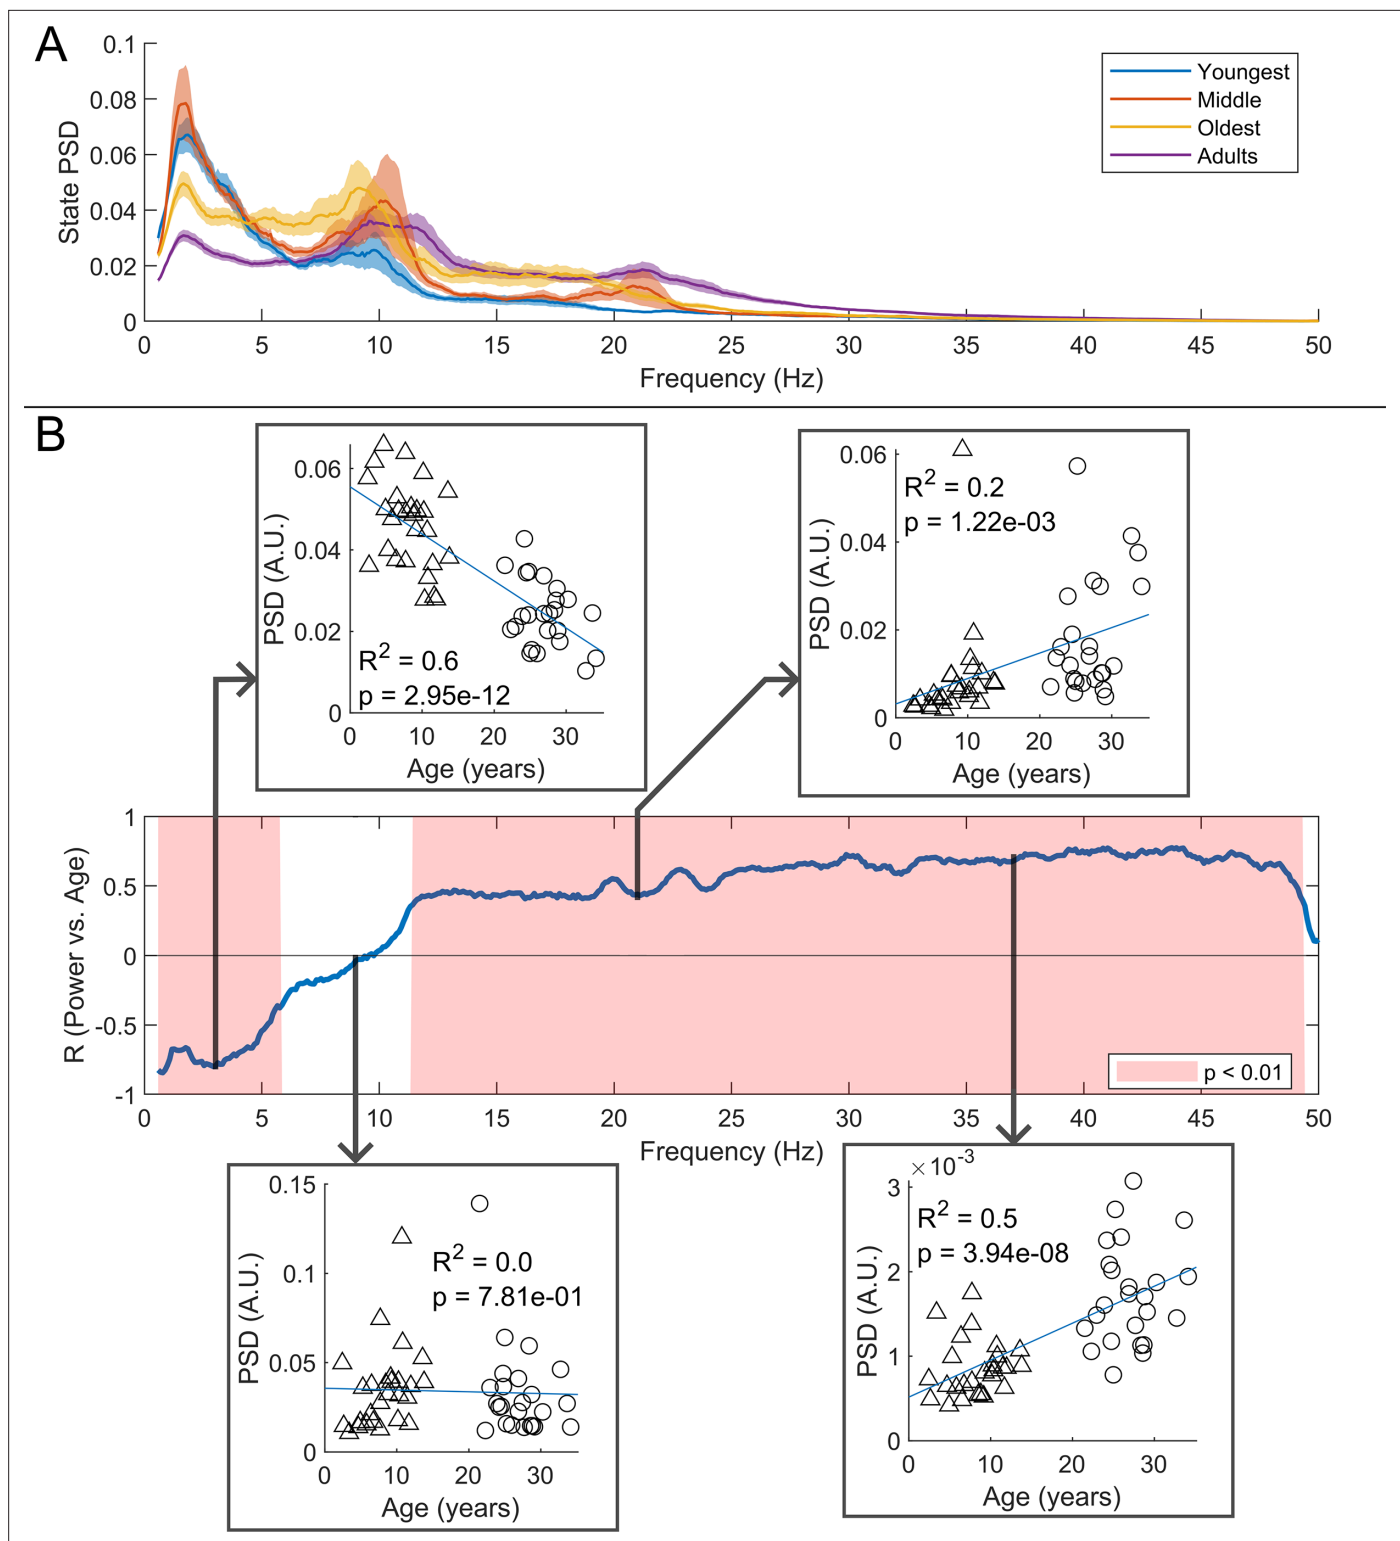 A
State PSD
0.1
0.08
0.06
0.04
0.02
0
0 5 10 15 20 25 30 35 40 45 50
Frequency (Hz)
Youngest
Middle
Oldest
Adults
B
PSD (A.U.)
0.06
0.04
0.02
0
R² = 0.6
p = 2.95e-12
0 10 20 30
Age (years)
PSD (A.U.)
0.06
0.04
0.02
0
R² = 0.2
p = 1.22e-03
0 10 20 30
Age (years)
R (Power vs. Age)
1
0.5
0
-0.5
-1
p < 0.01
0 5 10 15 20 25 30 35 40 45 50
Frequency (Hz)
PSD (A.U.)
0.15
0.1
0.05
0
R² = 0.0
p = 7.81e-01
0 10 20 30
Age (years)
PSD (A.U.)
×10⁻³
3
2
1
0
R² = 0.5
p = 3.94e-08
0 10 20 30
Age (years)